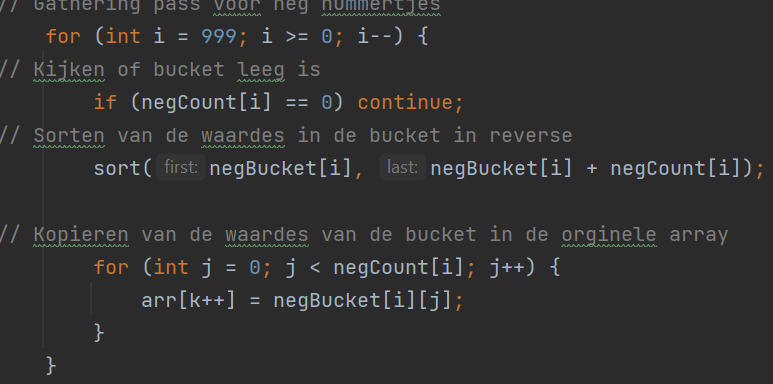 // Gathering pass voor neg nummertjes
for (int i = 999; i >= 0; i--) {
// Kijken of bucket leeg is
if (negCount[i] == 0) continue;
// Sorten van de waardes in de bucket in reverse
sort( first: negBucket[i], last: negBucket[i] + negCount[i]);
// Kopieren van de waardes van de bucket in de orginele array
for (int j = 0; j < negCount[i]; j++) {
arr[k++] = negBucket[i][j];
}
}